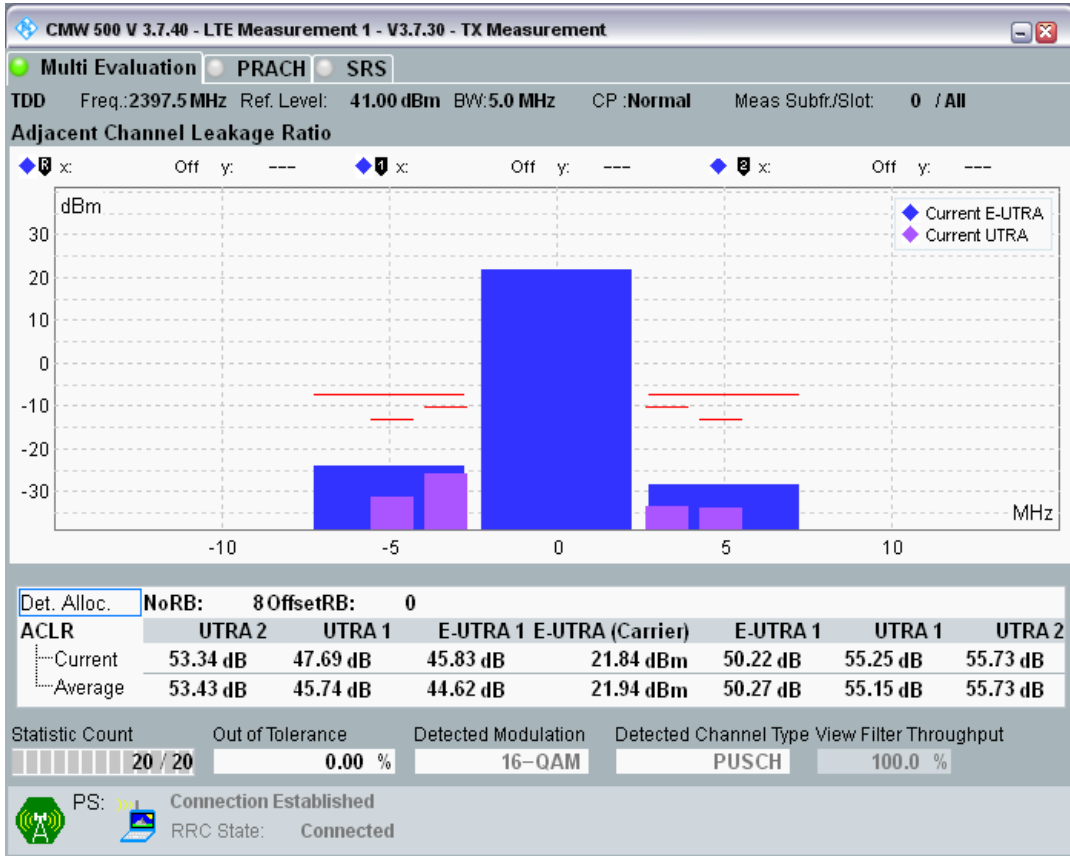 CMW 500 V 3.7.40 - LTE Measurement 1 - V3.7.30 - TX Measurement
Multi Evaluation PRACH SRS
TDD Freq.:2397.5 MHz Ref. Level: 41.00 dBm BW:5.0 MHz CP :Normal Meas Subfr./Slot: 0 / All
Adjacent Channel Leakage Ratio
R x: Off y: --- 1 x: Off y: --- 2 x: Off y: ---
dBm
Current E-UTRA
Current UTRA
30
20
10
0
-10
-20
-30
MHz
-10 -5 0 5 10
Det. Alloc. NoRB: 8 OffsetRB: 0
ACLR UTRA 2 UTRA 1 E-UTRA 1 E-UTRA (Carrier) E-UTRA 1 UTRA 1 UTRA 2
Current 53.34 dB 47.69 dB 45.83 dB 21.84 dBm 50.22 dB 55.25 dB 55.73 dB
Average 53.43 dB 45.74 dB 44.62 dB 21.94 dBm 50.27 dB 55.15 dB 55.73 dB
Statistic Count Out of Tolerance Detected Modulation Detected Channel Type View Filter Throughput
20 / 20 0.00 % 16-QAM PUSCH 100.0 %
PS: Connection Established
RRC State: Connected